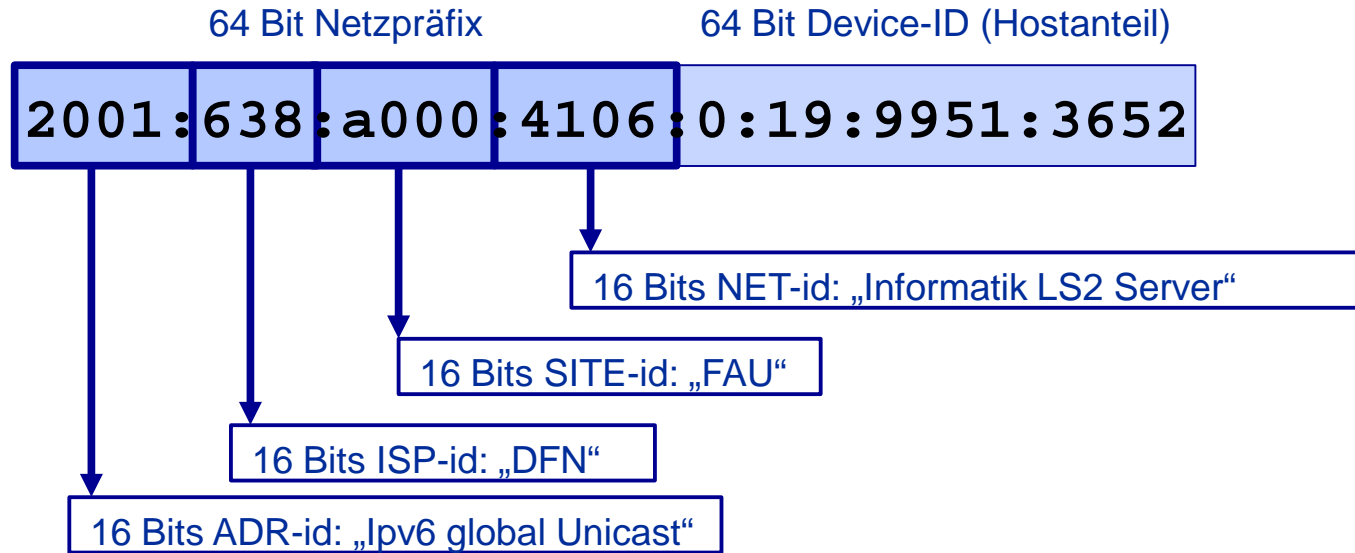 64 Bit Netzpräfix 64 Bit Device-ID (Hostanteil)
2001:638:a000:4106:0:19:9951:3652
16 Bits NET-id: „Informatik LS2 Server“
16 Bits SITE-id: „FAU“
16 Bits ISP-id: „DFN“
16 Bits ADR-id: „Ipv6 global Unicast“